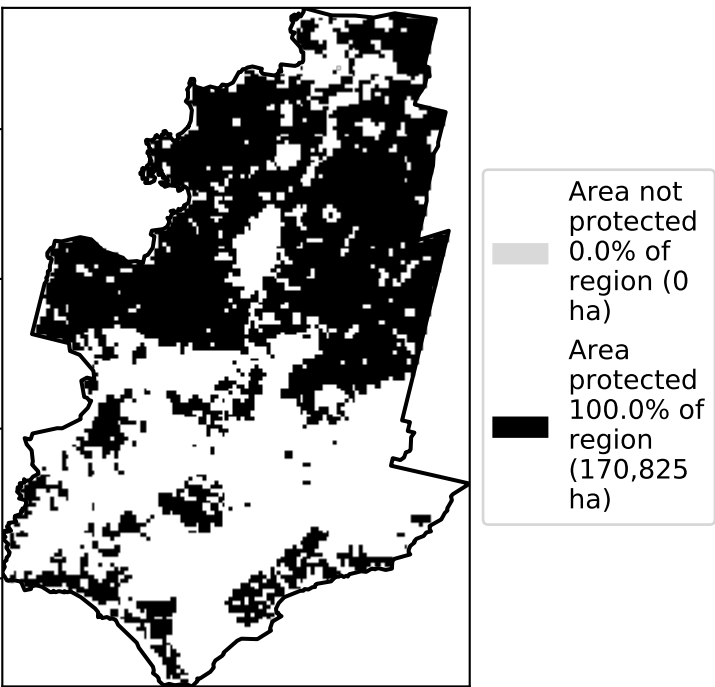 Area not
protected
0.0% of
region (0
ha)
Area
protected
100.0% of
region
(170,825
ha)